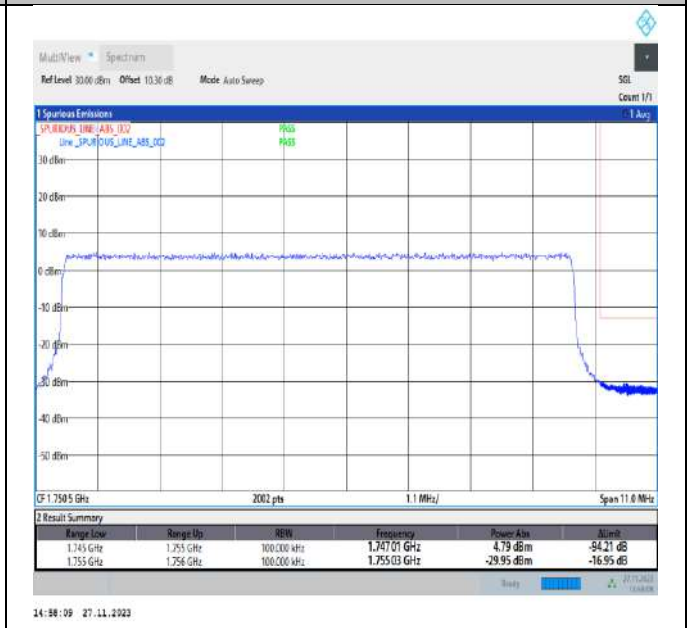 MultiView Spectrum
Ref Level 30.00 dBm Offset 10.30 dB Mode Auto Sweep SGL
Count 1/1
1 Spurious Emissions 1 Avg
_SPURIOUS_LINE_ABS_002 PASS
Line _SPURIOUS_LINE_ABS_002 PASS
30 dBm
20 dBm
10 dBm
0 dBm
-10 dBm
-20 dBm
-30 dBm
-40 dBm
-50 dBm
CF 1.7505 GHz 2002 pts 1.1 MHz/ Span 11.0 MHz
2 Result Summary
Range Low Range Up RBW Frequency Power Abs ΔLimit
1.745 GHz 1.755 GHz 100.000 kHz 1.74701 GHz 4.79 dBm -94.21 dB
1.755 GHz 1.756 GHz 100.000 kHz 1.75503 GHz -29.95 dBm -16.95 dB
Ready 27.11.2023
14:58:09 27.11.2023